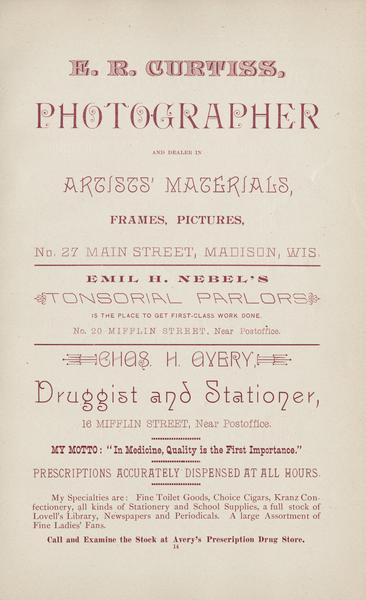 E. R. CURTISS,
PHOTOGRAPHER
AND DEALER IN
ARTISTS' MATERIALS,
FRAMES, PICTURES,
No. 27 MAIN STREET, MADISON, WIS.
EMIL H. NEBEL'S
TONSORIAL PARLORS
IS THE PLACE TO GET FIRST-CLASS WORK DONE.
No. 20 MIFFLIN STREET, Near Postoffice.
CHAS. H. AVERY,
Druggist and Stationer,
16 MIFFLIN STREET, Near Postoffice.
MY MOTTO: "In Medicine, Quality is the First Importance."
PRESCRIPTIONS ACCURATELY DISPENSED AT ALL HOURS.
My Specialties are: Fine Toilet Goods, Choice Cigars, Kranz Con-
fectionery, all kinds of Stationery and School Supplies, a full stock of
Lovell's Library, Newspapers and Periodicals. A large Assortment of
Fine Ladies' Fans.
Call and Examine the Stock at Avery's Prescription Drug Store.
14